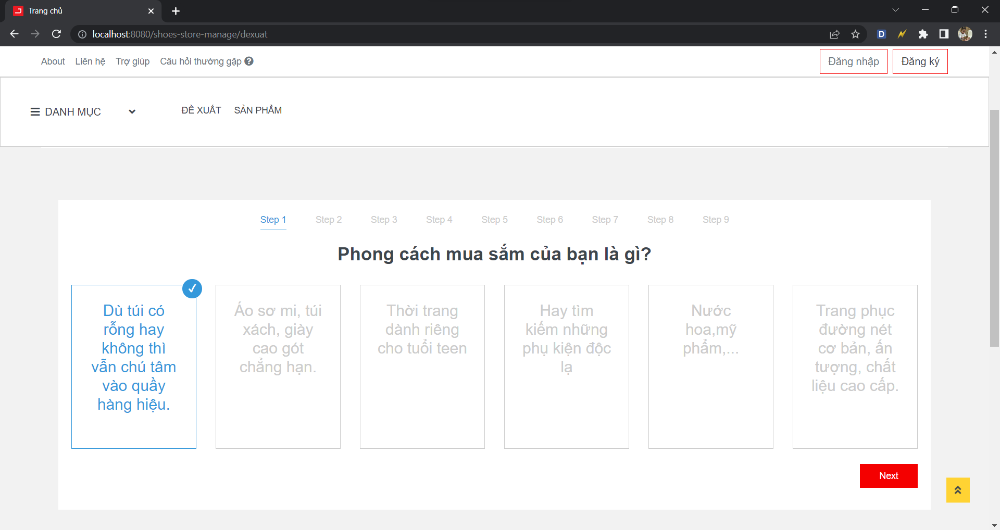 Trang chủ
localhost:8080/shoes-store-manage/dexuat
D
About Liên hệ Trợ giúp Câu hỏi thường gặp
Đăng nhập Đăng ký
DANH MỤC ĐỀ XUẤT SẢN PHẨM
Step 1 Step 2 Step 3 Step 4 Step 5 Step 6 Step 7 Step 8 Step 9
Phong cách mua sắm của bạn là gì?
Dù túi có
rỗng hay
không thì
vẫn chú tâm
vào quầy
hàng hiệu.
Áo sơ mi, túi
xách, giày
cao gót
chẳng hạn.
Thời trang
dành riêng
cho tuổi teen
Hay tìm
kiếm những
phụ kiện độc
lạ
Nước
hoa,mỹ
phẩm,...
Trang phục
đường nét
cơ bản, ấn
tượng, chất
liệu cao cấp.
Next